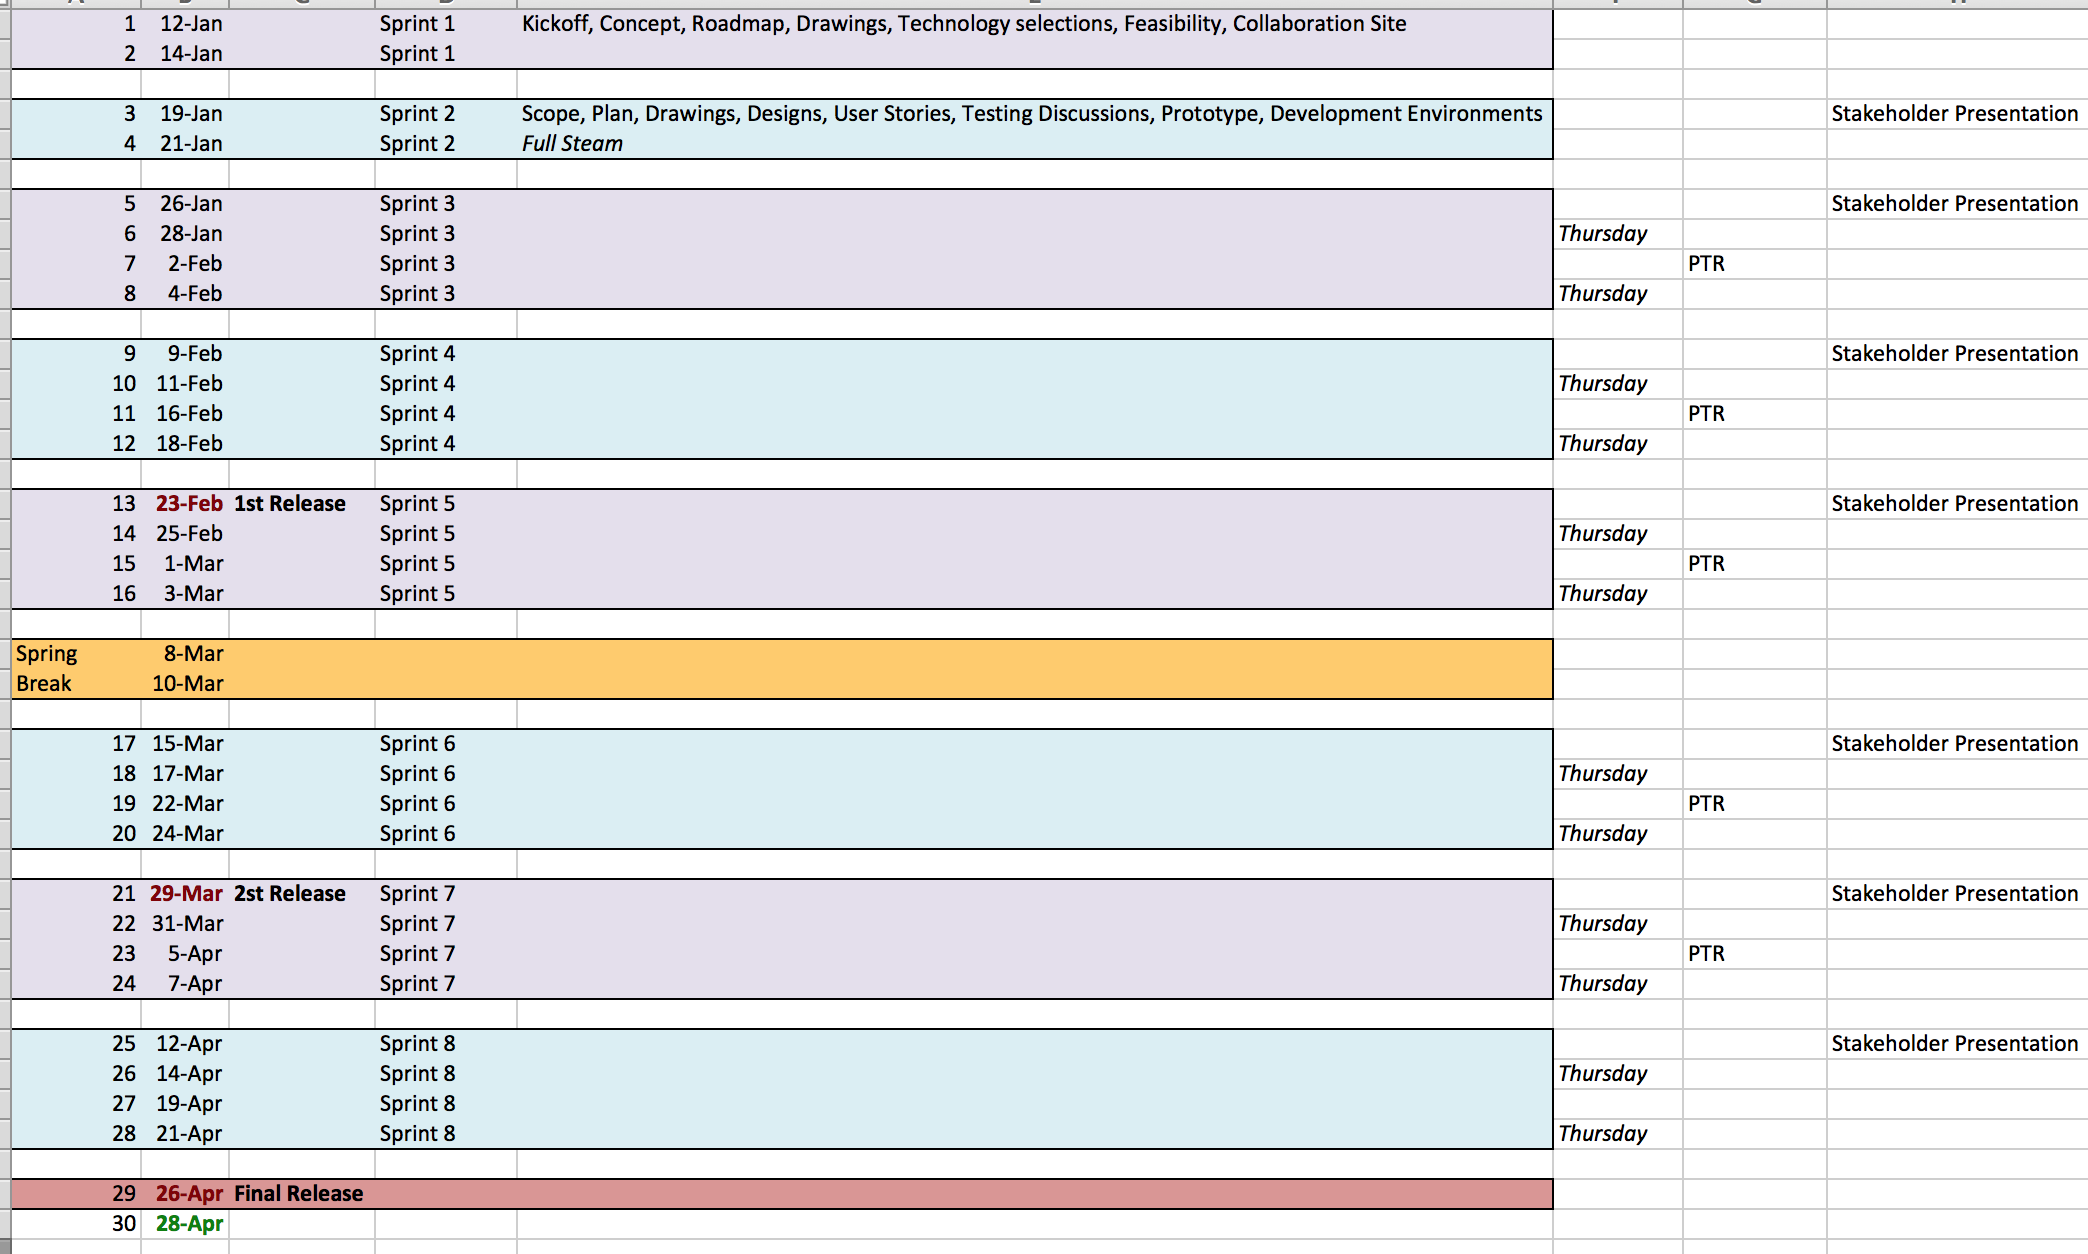 1 12-Jan Sprint 1 Kickoff, Concept, Roadmap, Drawings, Technology selections, Feasibility, Collaboration Site
2 14-Jan Sprint 1
3 19-Jan Sprint 2 Scope, Plan, Drawings, Designs, User Stories, Testing Discussions, Prototype, Development Environments Stakeholder Presentation
4 21-Jan Sprint 2 Full Steam
5 26-Jan Sprint 3 Stakeholder Presentation
6 28-Jan Sprint 3 Thursday
7 2-Feb Sprint 3 PTR
8 4-Feb Sprint 3 Thursday
9 9-Feb Sprint 4 Stakeholder Presentation
10 11-Feb Sprint 4 Thursday
11 16-Feb Sprint 4 PTR
12 18-Feb Sprint 4 Thursday
13 23-Feb 1st Release Sprint 5 Stakeholder Presentation
14 25-Feb Sprint 5 Thursday
15 1-Mar Sprint 5 PTR
16 3-Mar Sprint 5 Thursday
Spring 8-Mar
Break 10-Mar
17 15-Mar Sprint 6 Stakeholder Presentation
18 17-Mar Sprint 6 Thursday
19 22-Mar Sprint 6 PTR
20 24-Mar Sprint 6 Thursday
21 29-Mar 2st Release Sprint 7 Stakeholder Presentation
22 31-Mar Sprint 7 Thursday
23 5-Apr Sprint 7 PTR
24 7-Apr Sprint 7 Thursday
25 12-Apr Sprint 8 Stakeholder Presentation
26 14-Apr Sprint 8 Thursday
27 19-Apr Sprint 8
28 21-Apr Sprint 8 Thursday
29 26-Apr Final Release
30 28-Apr